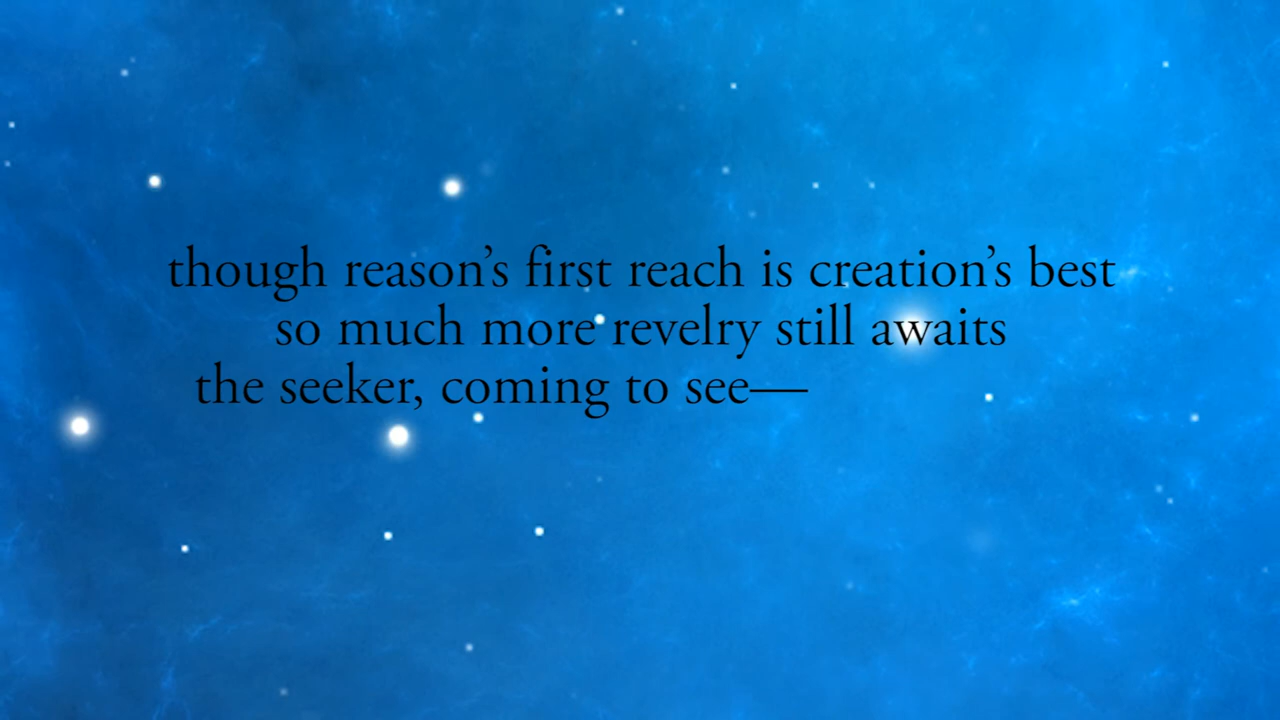 though reason’s first reach is creation’s best
so much more revelry still awaits
the seeker, coming to see—